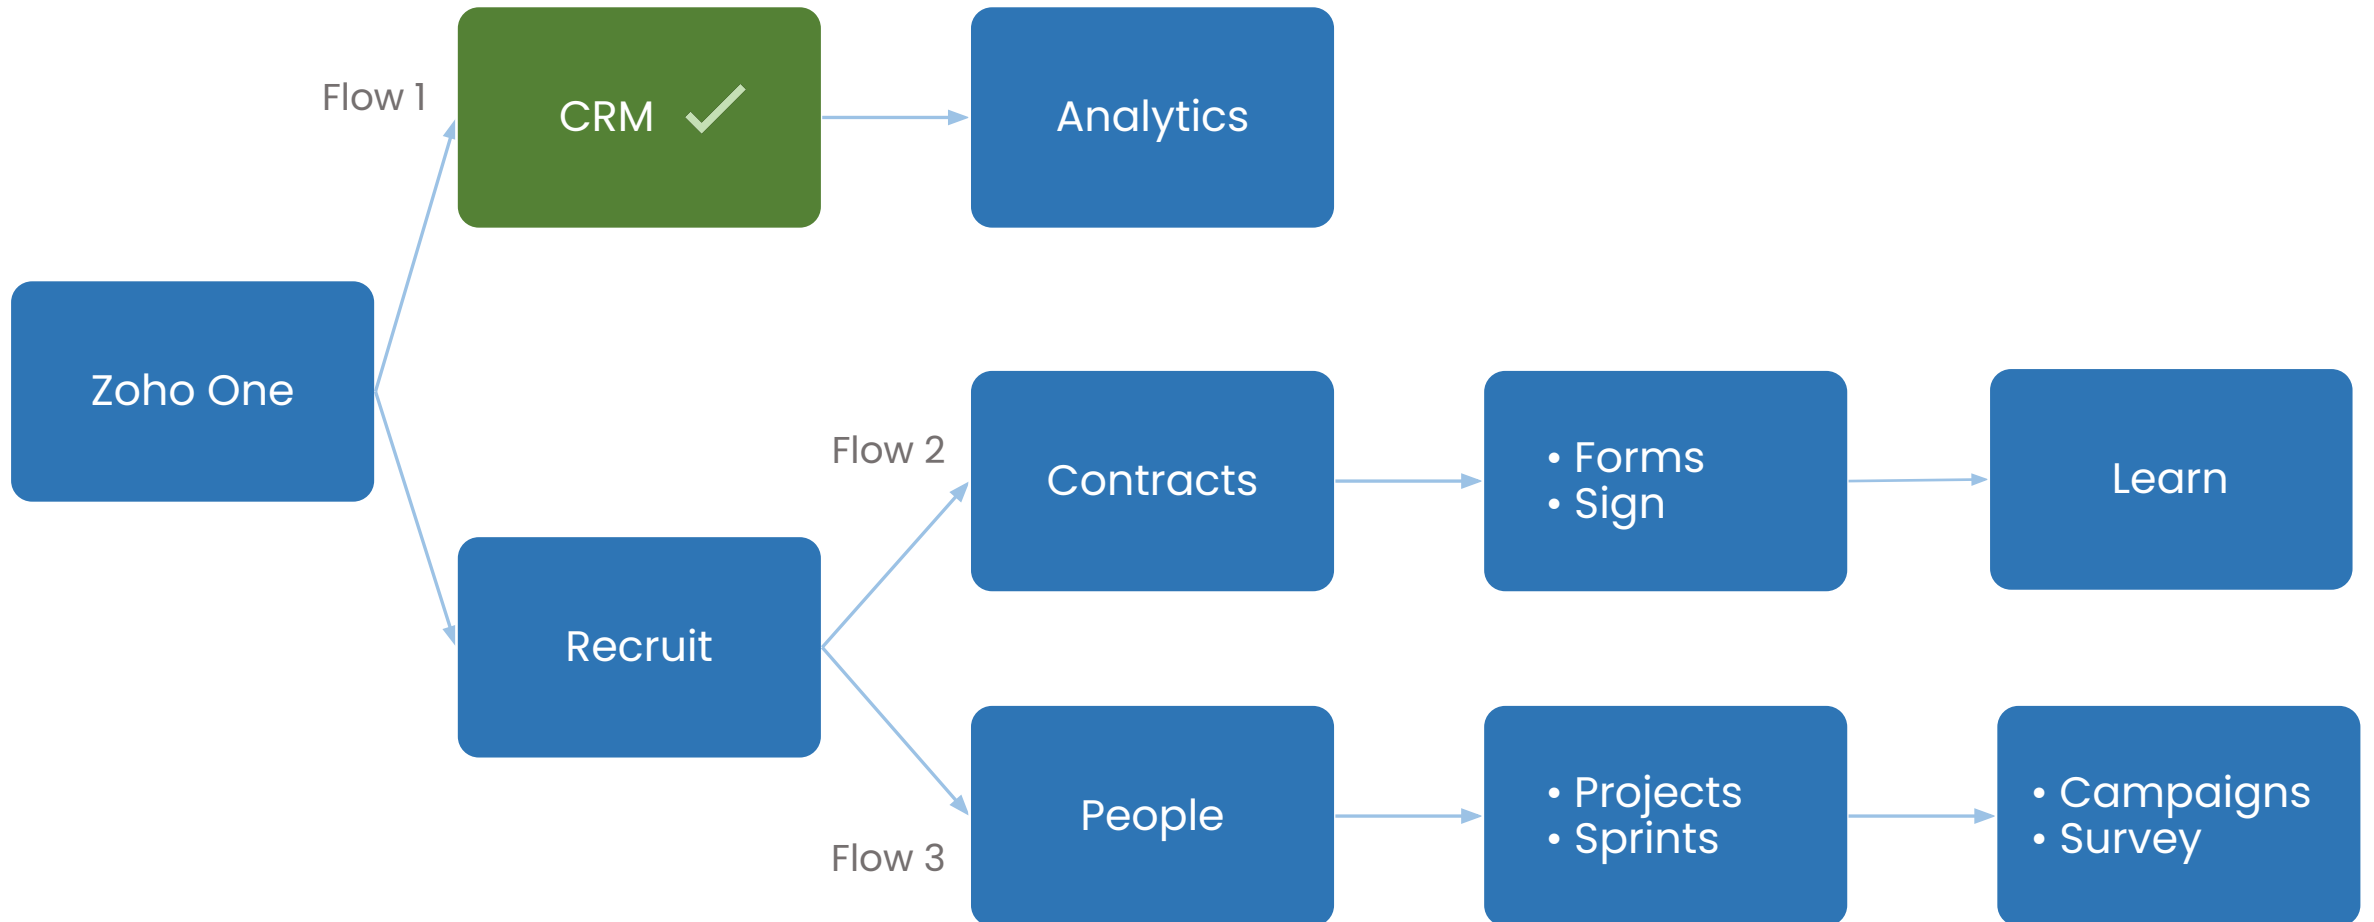 Flow 1
CRM
Analytics
Zoho One
Flow 2
Contracts
• Forms
• Sign
Learn
Recruit
People
• Projects
• Sprints
• Campaigns
• Survey
Flow 3